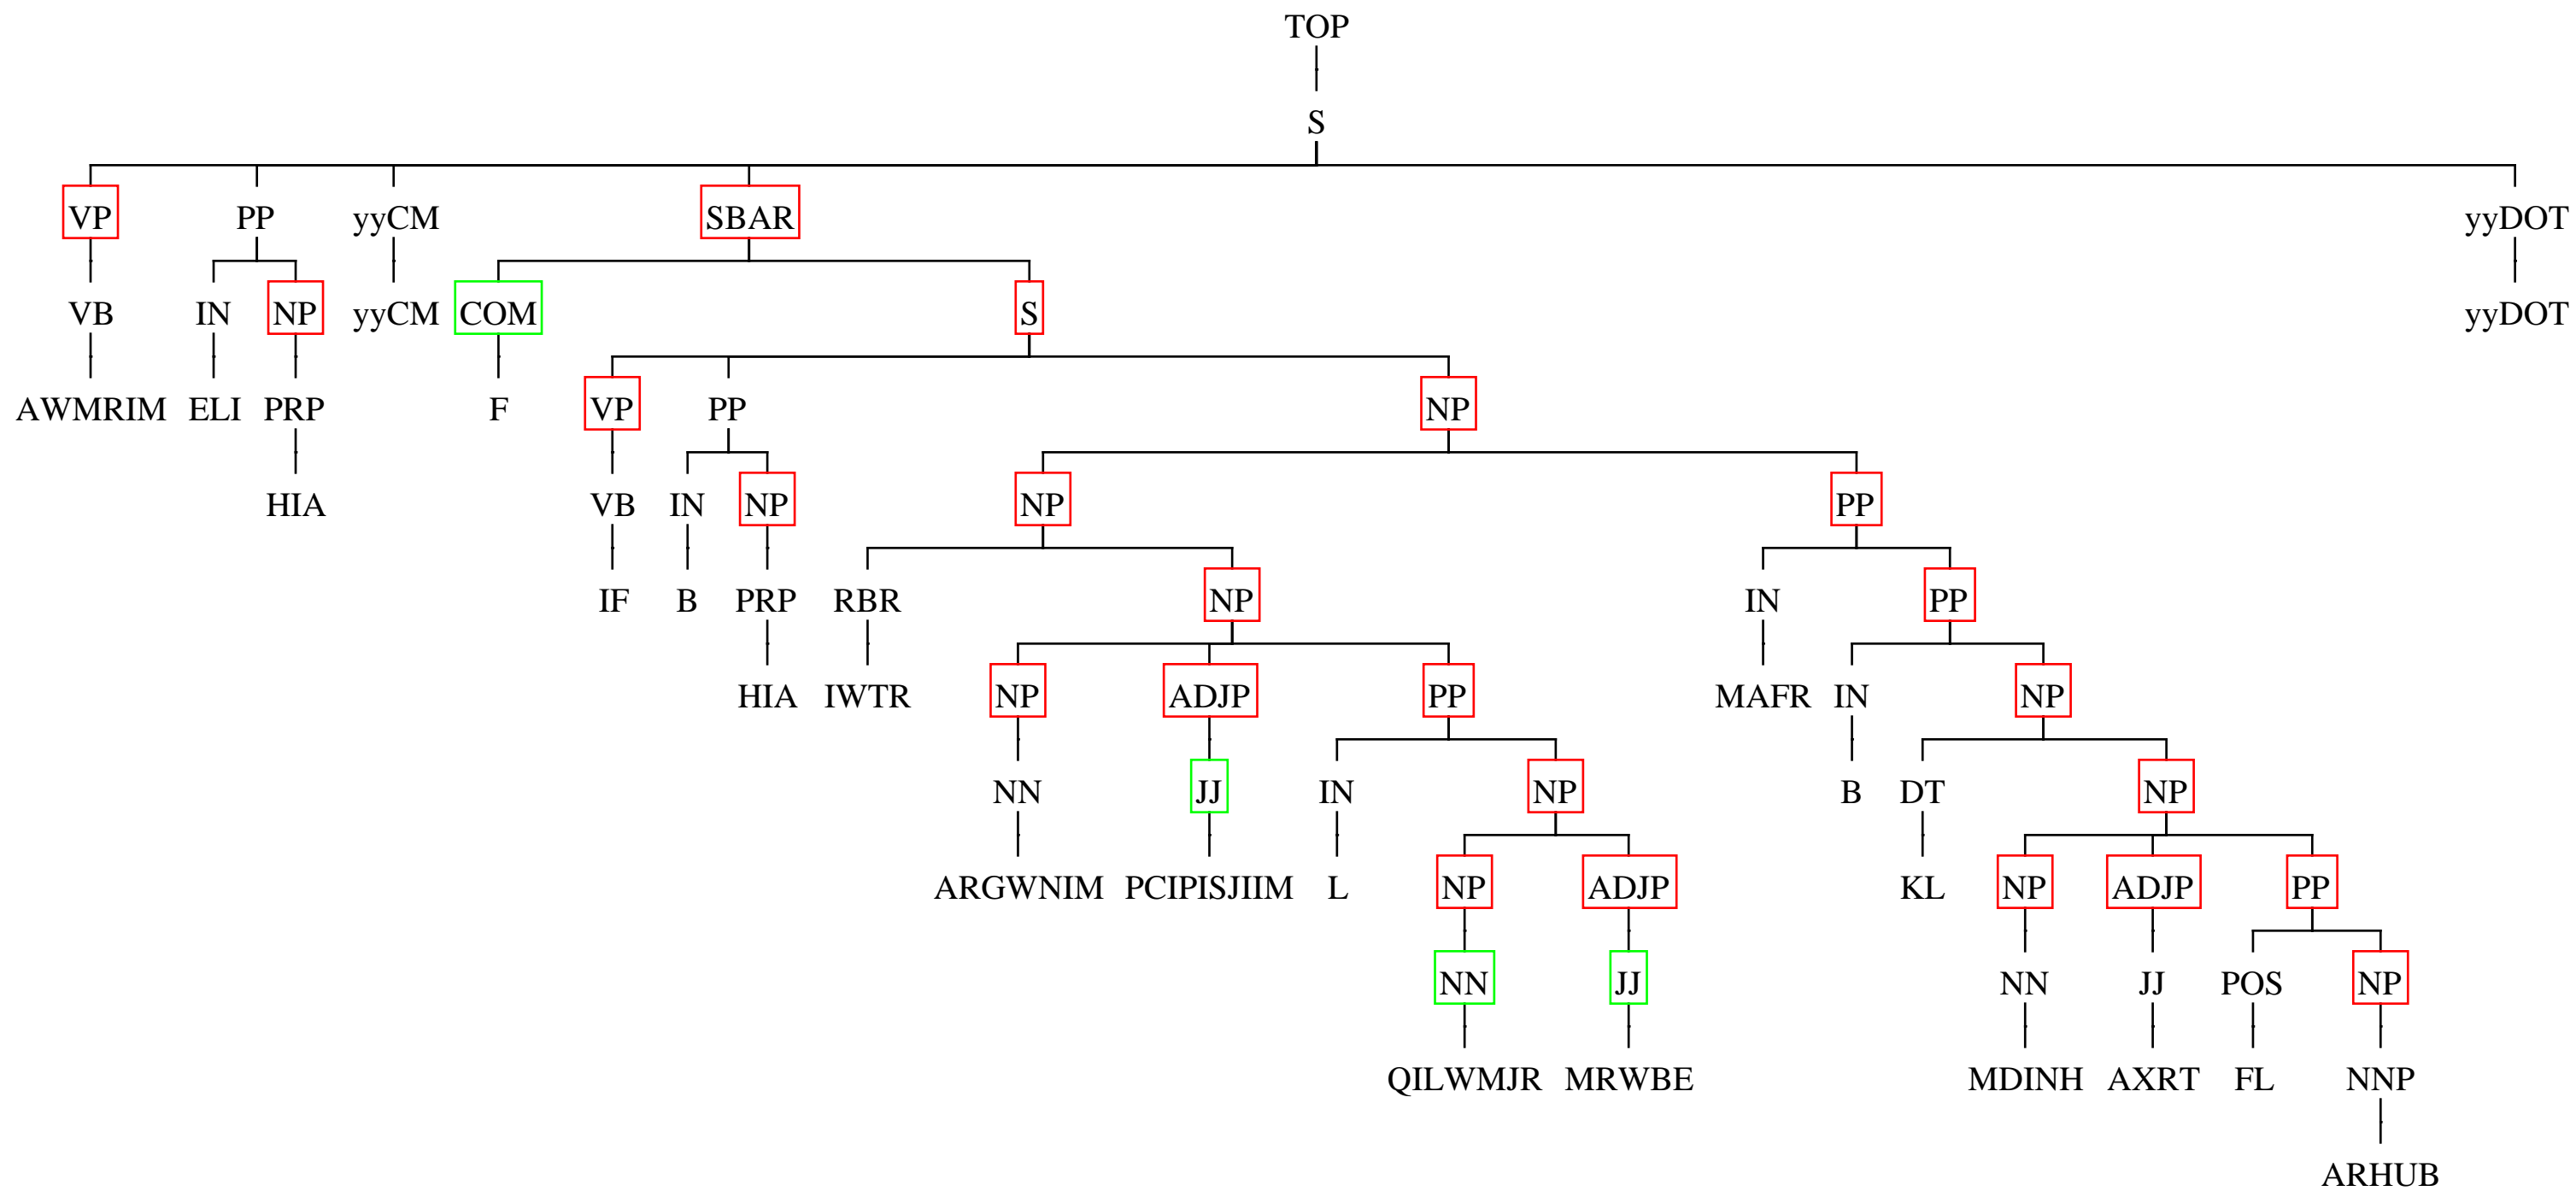 TOP
S
VP PP yyCM SBAR yyDOT
VB IN NP yyCM COM S yyDOT
AWMRIM ELI PRP F VP PP NP
HIA VB IN NP NP PP
IF B PRP RBR NP IN PP
HIA IWTR NP ADJP PP MAFR IN NP
NN JJ IN NP B DT NP
ARGWNIM PCIPISJIIM L NP ADJP KL NP ADJP PP
NN JJ NN JJ POS NP
QILWMJR MRWBE MDINH AXRT FL NNP
ARHUB